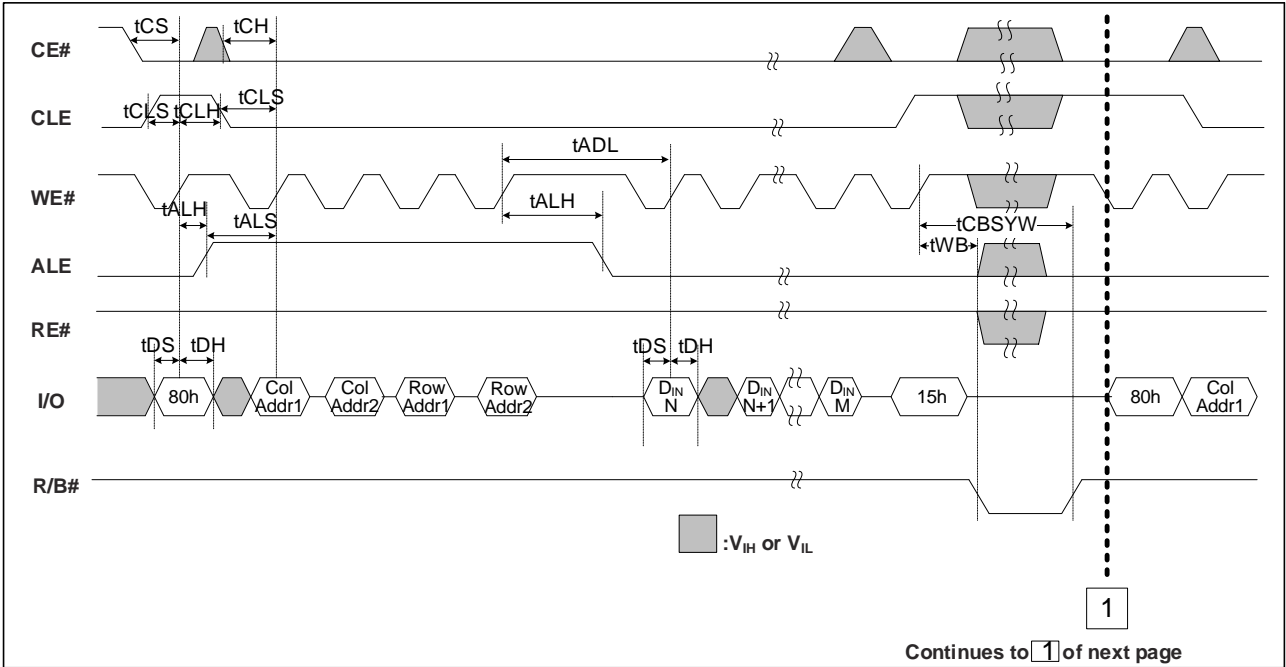 tCS
tCH
CE#
tCLS
tCLH
tCLS
CLE
tADL
WE#
tALH
tALS
tALH
tCBSYW
tWB
ALE
RE#
tDS
tDH
tDS
tDH
I/O
80h
Col Addr1
Col Addr2
Row Addr1
Row Addr2
DIN N
DIN N+1
DIN M
15h
80h
Col Addr1
R/B#
:VIH or VIL
1
Continues to 1 of next page